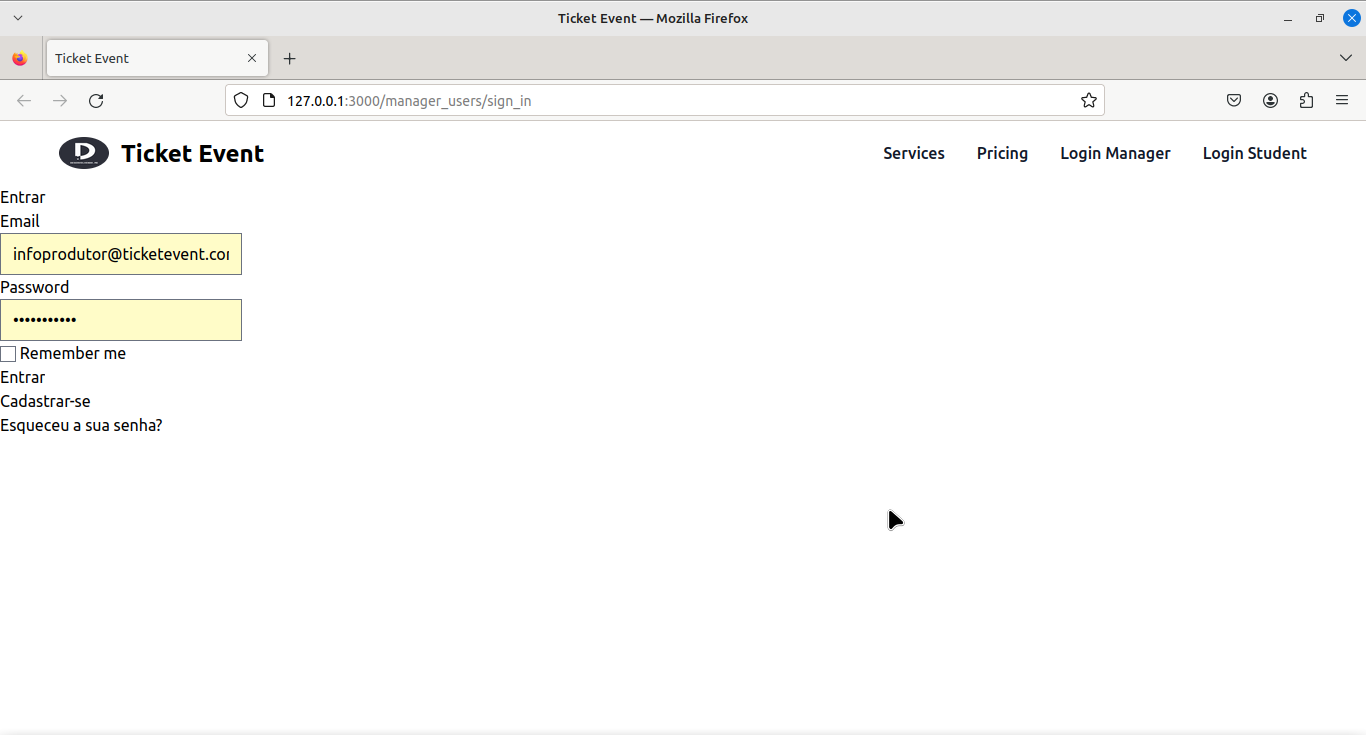 Ticket Event — Mozilla Firefox
Ticket Event
127.0.0.1:3000/manager_users/sign_in
Ticket Event
Services
Pricing
Login Manager
Login Student
Entrar
Email
infoprodutor@ticketevent.co
Password
•••••••••••
Remember me
Entrar
Cadastrar-se
Esqueceu a sua senha?